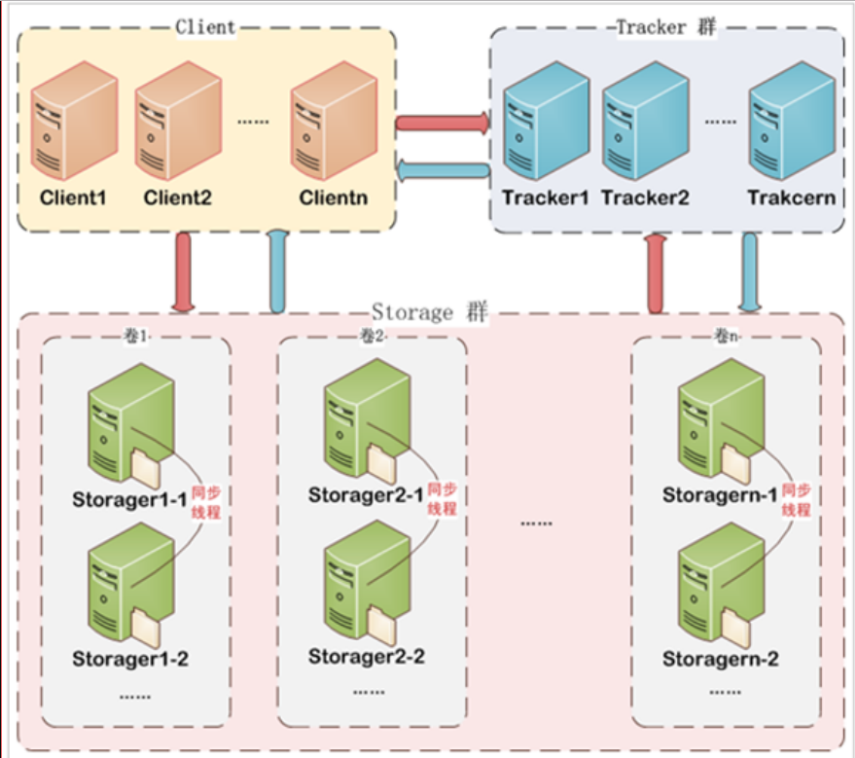 Client
Tracker 群
……
……
Client1
Client2
Clientn
Tracker1
Tracker2
Trakcern
Storage 群
卷1
卷2
卷n
Storager1-1
同步
线程
Storager2-1
同步
线程
Storagern-1
同步
线程
……
Storager1-2
Storager2-2
Storagern-2
……
……
……